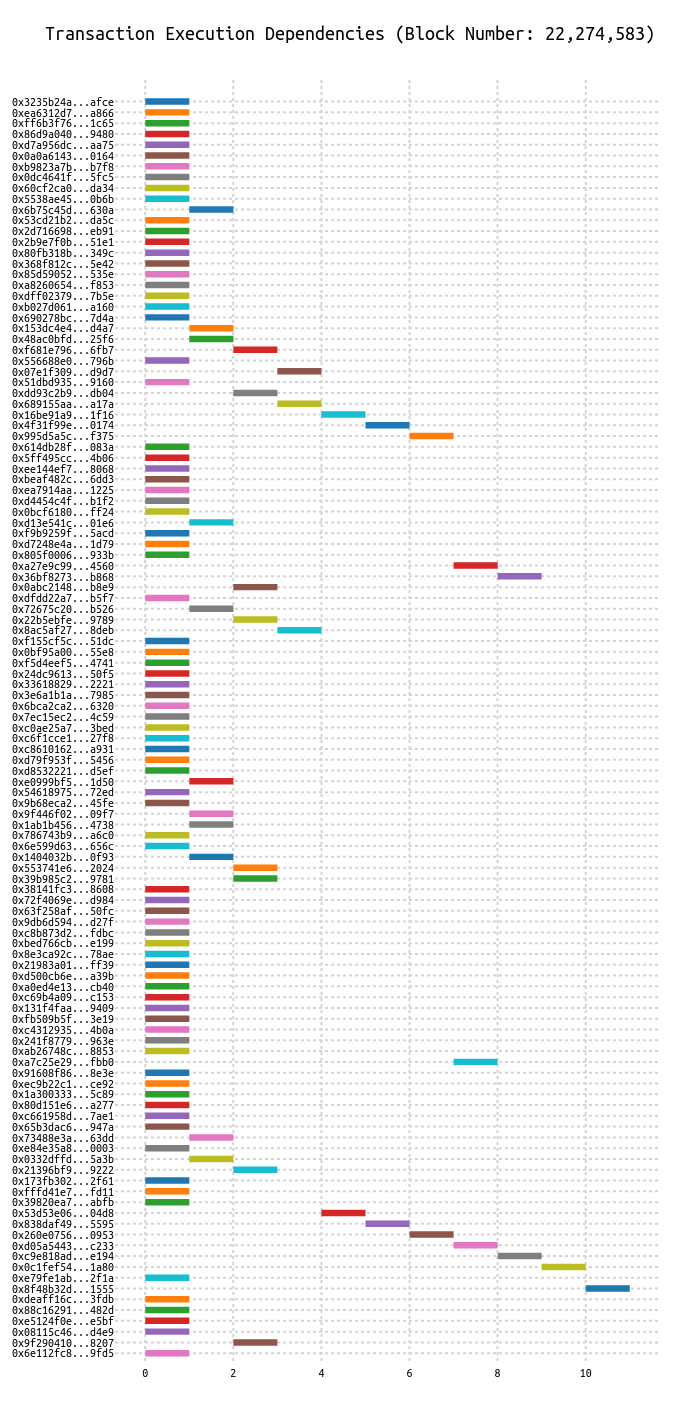 Transaction Execution Dependencies (Block Number: 22,274,583)
0x3235b24a...afce
0xea6312d7...a866
0xff6b3f76...1c65
0x86d9a040...9480
0xd7a956dc...aa75
0x0a0a6143...0164
0xb9823a7b...b7f8
0x0dc4641f...5fc5
0x60cf2ca0...da34
0x5538ae45...0b6b
0x6b75c45d...630a
0x53cd21b2...da5c
0x2d716698...eb91
0x2b9e7f0b...51e1
0x80fb318b...349c
0x368f812c...5e42
0x85d59052...535e
0xa8260654...f853
0xdff02379...7b5e
0xb027d061...a160
0x690278bc...7d4a
0x153dc4e4...d4a7
0x48ac0bfd...25f6
0xf681e796...6fb7
0x556688e0...796b
0x07e1f309...d9d7
0x51dbd935...9160
0xdd93c2b9...db04
0x689155aa...a17a
0x16be91a9...1f16
0x4f31f99e...0174
0x995d5a5c...f375
0x614db28f...083a
0x5ff495cc...4b06
0xee144ef7...8068
0xbeaf482c...6dd3
0xea7914aa...1225
0xd4454c4f...b1f2
0x0bcf6180...ff24
0xd13e541c...01e6
0xf9b9259f...5acd
0xd7248e4a...1d79
0x805f0006...933b
0xa27e9c99...4560
0x36bf8273...b868
0x0abc2148...b8e9
0xdfdd22a7...b5f7
0x72675c20...b526
0x22b5ebfe...9789
0x8ac5af27...8deb
0xf155cf5c...51dc
0x0bf95a00...55e8
0xf5d4eef5...4741
0x24dc9613...50f5
0x33618829...2221
0x3e6a1b1a...7985
0x6bca2ca2...6320
0x7ec15ec2...4c59
0xc0ae25a7...3bed
0xc6f1cce1...27f8
0xc8610162...a931
0xd79f953f...5456
0xd8532221...d5ef
0xe0999bf5...1d50
0x54618975...72ed
0x9b68eca2...45fe
0x9f446f02...09f7
0x1ab1b456...4738
0x786743b9...a6c0
0x6e599d63...656c
0x1404032b...0f93
0x553741e6...2024
0x39b985c2...9781
0x38141fc3...8608
0x72f4069e...d984
0x63f258af...50fc
0x9db6d594...d27f
0xc8b873d2...fdbc
0xbed766cb...e199
0x8e3ca92c...78ae
0x21983a01...ff39
0xd500cb6e...a39b
0xa0ed4e13...cb40
0xc69b4a09...c153
0x131f4faa...9409
0xfb509b5f...3e19
0xc4312935...4b0a
0x241f8779...963e
0xab26748c...8853
0xa7c25e29...fbb0
0x91608f86...8e3e
0xec9b22c1...ce92
0x1a300333...5c89
0x80d151e6...a277
0xc661958d...7ae1
0x65b3dac6...947a
0x73488e3a...63dd
0xe84e35a8...0003
0x0332dffd...5a3b
0x21396bf9...9222
0x173fb302...2f61
0xfffd41e7...fd11
0x39820ea7...abfb
0x53d53e06...04d8
0x838daf49...5595
0x260e0756...0953
0xd05a5443...c233
0xc9e818ad...e194
0x0c1fef54...1a80
0xe79fe1ab...2f1a
0x8f48b32d...1555
0xdeaff16c...3fdb
0x88c16291...482d
0xe5124f0e...e5bf
0x08115c46...d4e9
0x9f290410...8207
0x6e112fc8...9fd5
0 2 4 6 8 10